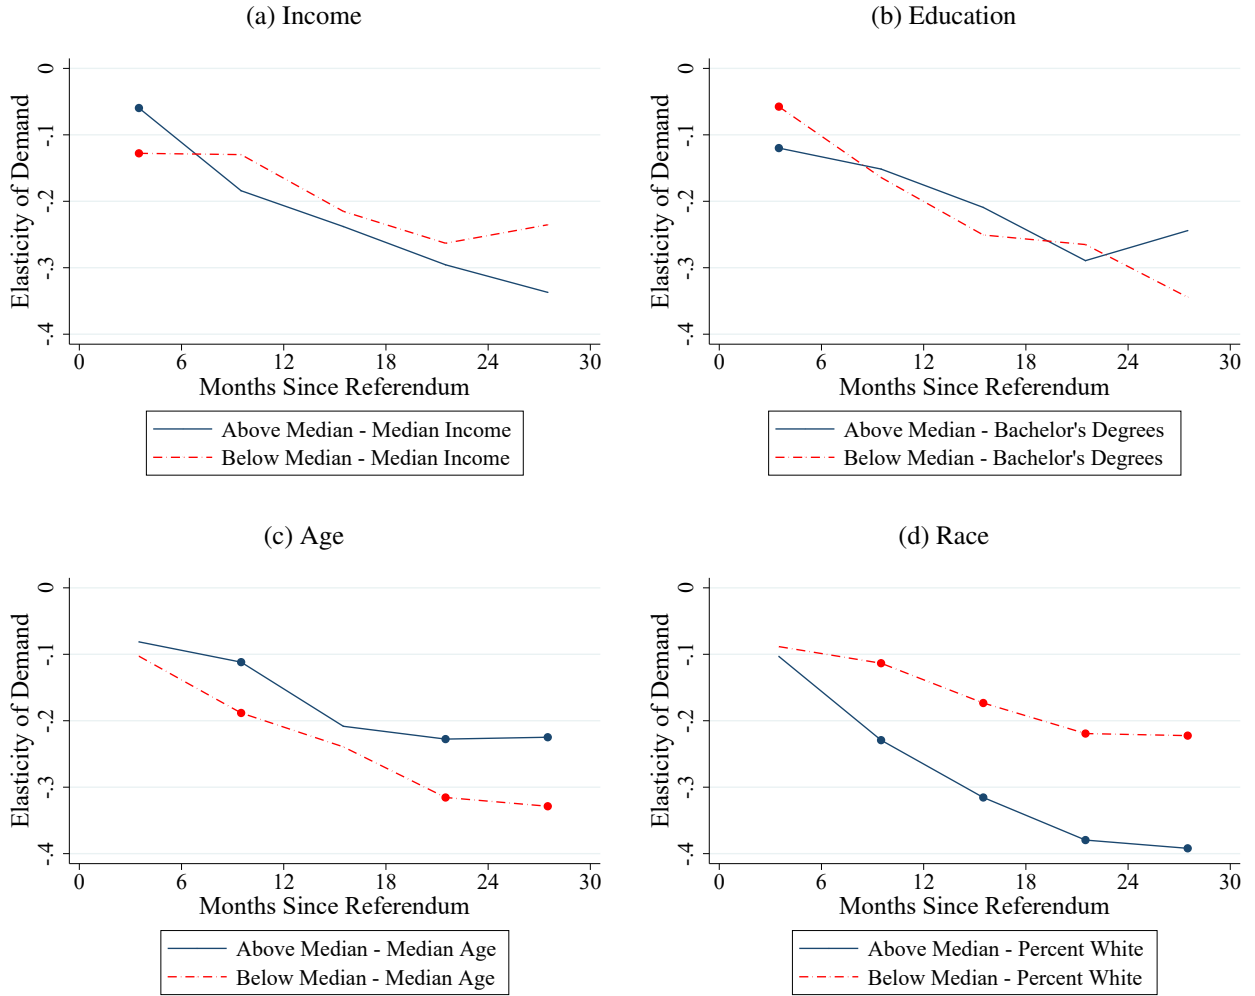 (a) Income
Elasticity of Demand
0
-.1
-.2
-.3
-.4
0 6 12 18 24 30
Months Since Referendum
Above Median - Median Income
Below Median - Median Income
(b) Education
Elasticity of Demand
0
-.1
-.2
-.3
-.4
0 6 12 18 24 30
Months Since Referendum
Above Median - Bachelor's Degrees
Below Median - Bachelor's Degrees
(c) Age
Elasticity of Demand
0
-.1
-.2
-.3
-.4
0 6 12 18 24 30
Months Since Referendum
Above Median - Median Age
Below Median - Median Age
(d) Race
Elasticity of Demand
0
-.1
-.2
-.3
-.4
0 6 12 18 24 30
Months Since Referendum
Above Median - Percent White
Below Median - Percent White